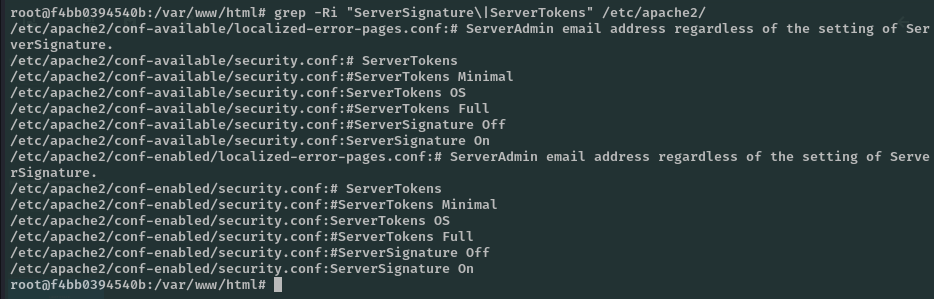 root@f4bb0394540b:/var/www/html# grep -Ri "ServerSignature\|ServerTokens" /etc/apache2/
/etc/apache2/conf-available/localized-error-pages.conf:# ServerAdmin email address regardless of the setting of Ser
verSignature.
/etc/apache2/conf-available/security.conf:# ServerTokens
/etc/apache2/conf-available/security.conf:#ServerTokens Minimal
/etc/apache2/conf-available/security.conf:ServerTokens OS
/etc/apache2/conf-available/security.conf:#ServerTokens Full
/etc/apache2/conf-available/security.conf:#ServerSignature Off
/etc/apache2/conf-available/security.conf:ServerSignature On
/etc/apache2/conf-enabled/localized-error-pages.conf:# ServerAdmin email address regardless of the setting of Serve
rSignature.
/etc/apache2/conf-enabled/security.conf:# ServerTokens
/etc/apache2/conf-enabled/security.conf:#ServerTokens Minimal
/etc/apache2/conf-enabled/security.conf:ServerTokens OS
/etc/apache2/conf-enabled/security.conf:#ServerTokens Full
/etc/apache2/conf-enabled/security.conf:#ServerSignature Off
/etc/apache2/conf-enabled/security.conf:ServerSignature On
root@f4bb0394540b:/var/www/html#